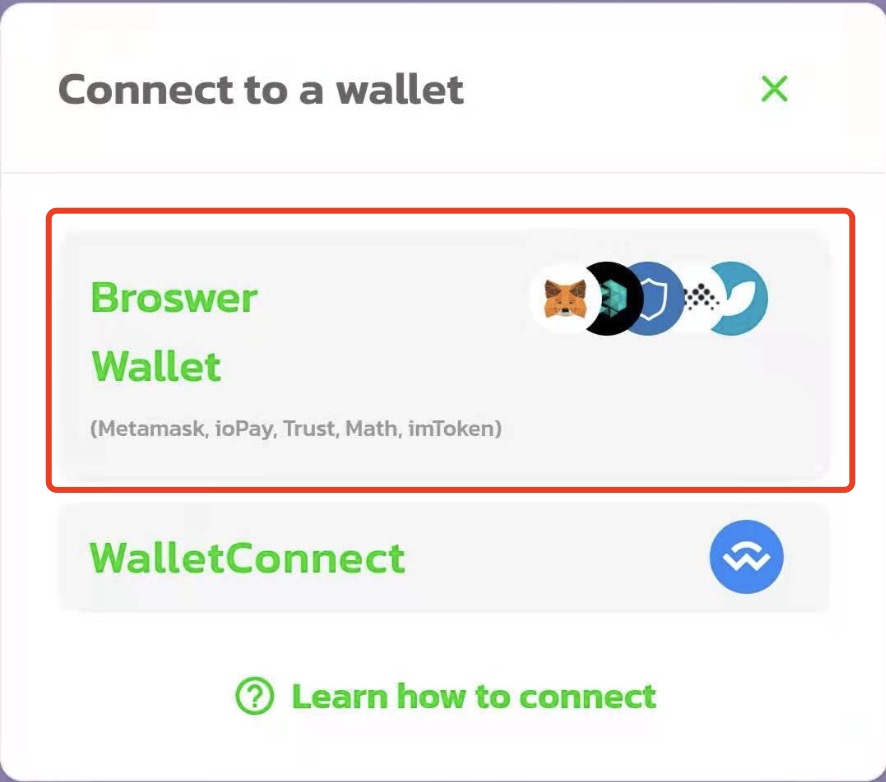 Connect to a wallet
Broswer
Wallet
(Metamask, ioPay, Trust, Math, imToken)
WalletConnect
Learn how to connect